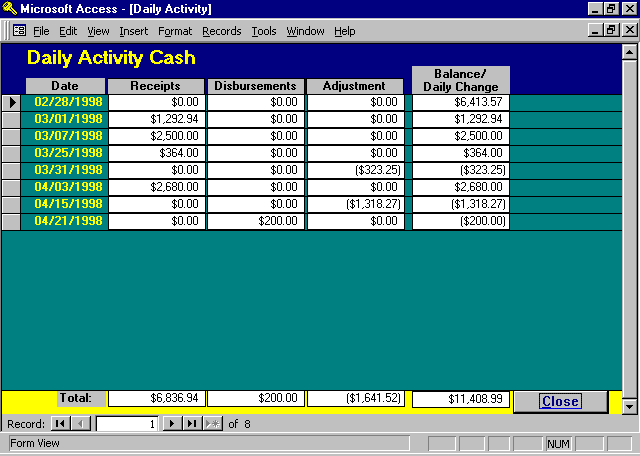 Microsoft Access - [Daily Activity]
File Edit View Insert Format Records Tools Window Help
Daily Activity Cash
Date Receipts Disbursements Adjustment Balance/ Daily Change
02/28/1998 $0.00 $0.00 $0.00 $6,413.57
03/01/1998 $1,292.94 $0.00 $0.00 $1,292.94
03/07/1998 $2,500.00 $0.00 $0.00 $2,500.00
03/25/1998 $364.00 $0.00 $0.00 $364.00
03/31/1998 $0.00 $0.00 ($323.25) ($323.25)
04/03/1998 $2,680.00 $0.00 $0.00 $2,680.00
04/15/1998 $0.00 $0.00 ($1,318.27) ($1,318.27)
04/21/1998 $0.00 $200.00 $0.00 ($200.00)
Total: $6,836.94 $200.00 ($1,641.52) $11,408.99 Close
Record: 1 of 8
Form View NUM